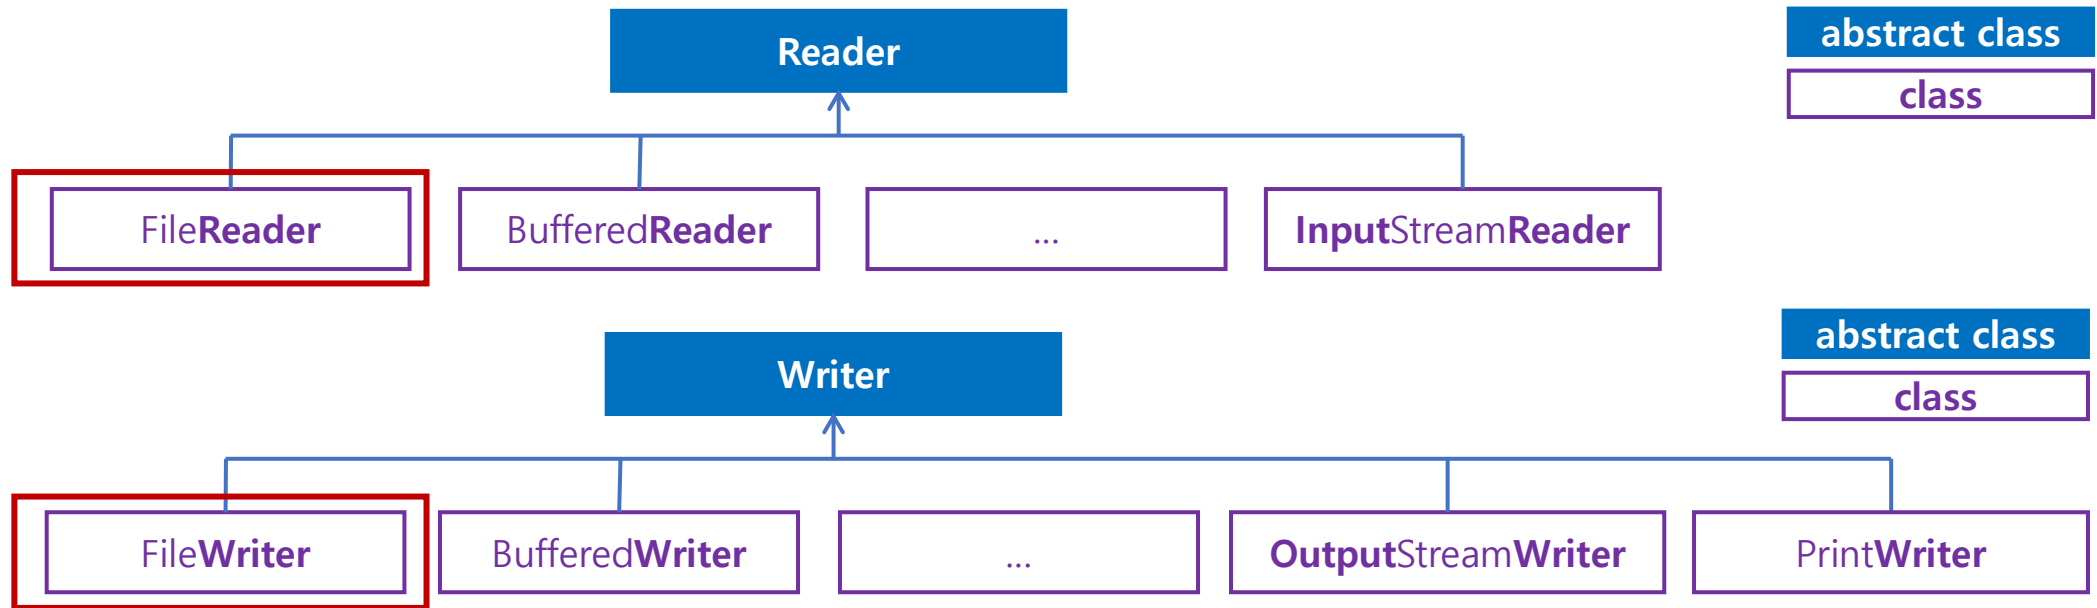 Reader
abstract class
class
FileReader
BufferedReader
...
InputStreamReader
Writer
abstract class
class
FileWriter
BufferedWriter
...
OutputStreamWriter
PrintWriter